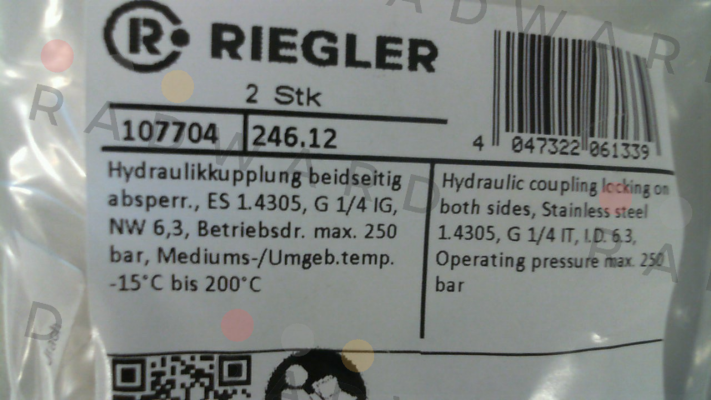 RIEGLER
2 Stk
107704 246.12
4 047322 061339
Hydraulikkupplung beidseitig
absperr., ES 1.4305, G 1/4 IG,
NW 6,3, Betriebsdr. max. 250
bar, Mediums-/Umgeb.temp.
-15°C bis 200°C
Hydraulic coupling locking on
both sides, Stainless steel
1.4305, G 1/4 IT, I.D. 6.3,
Operating pressure max. 250
bar
RADWARD